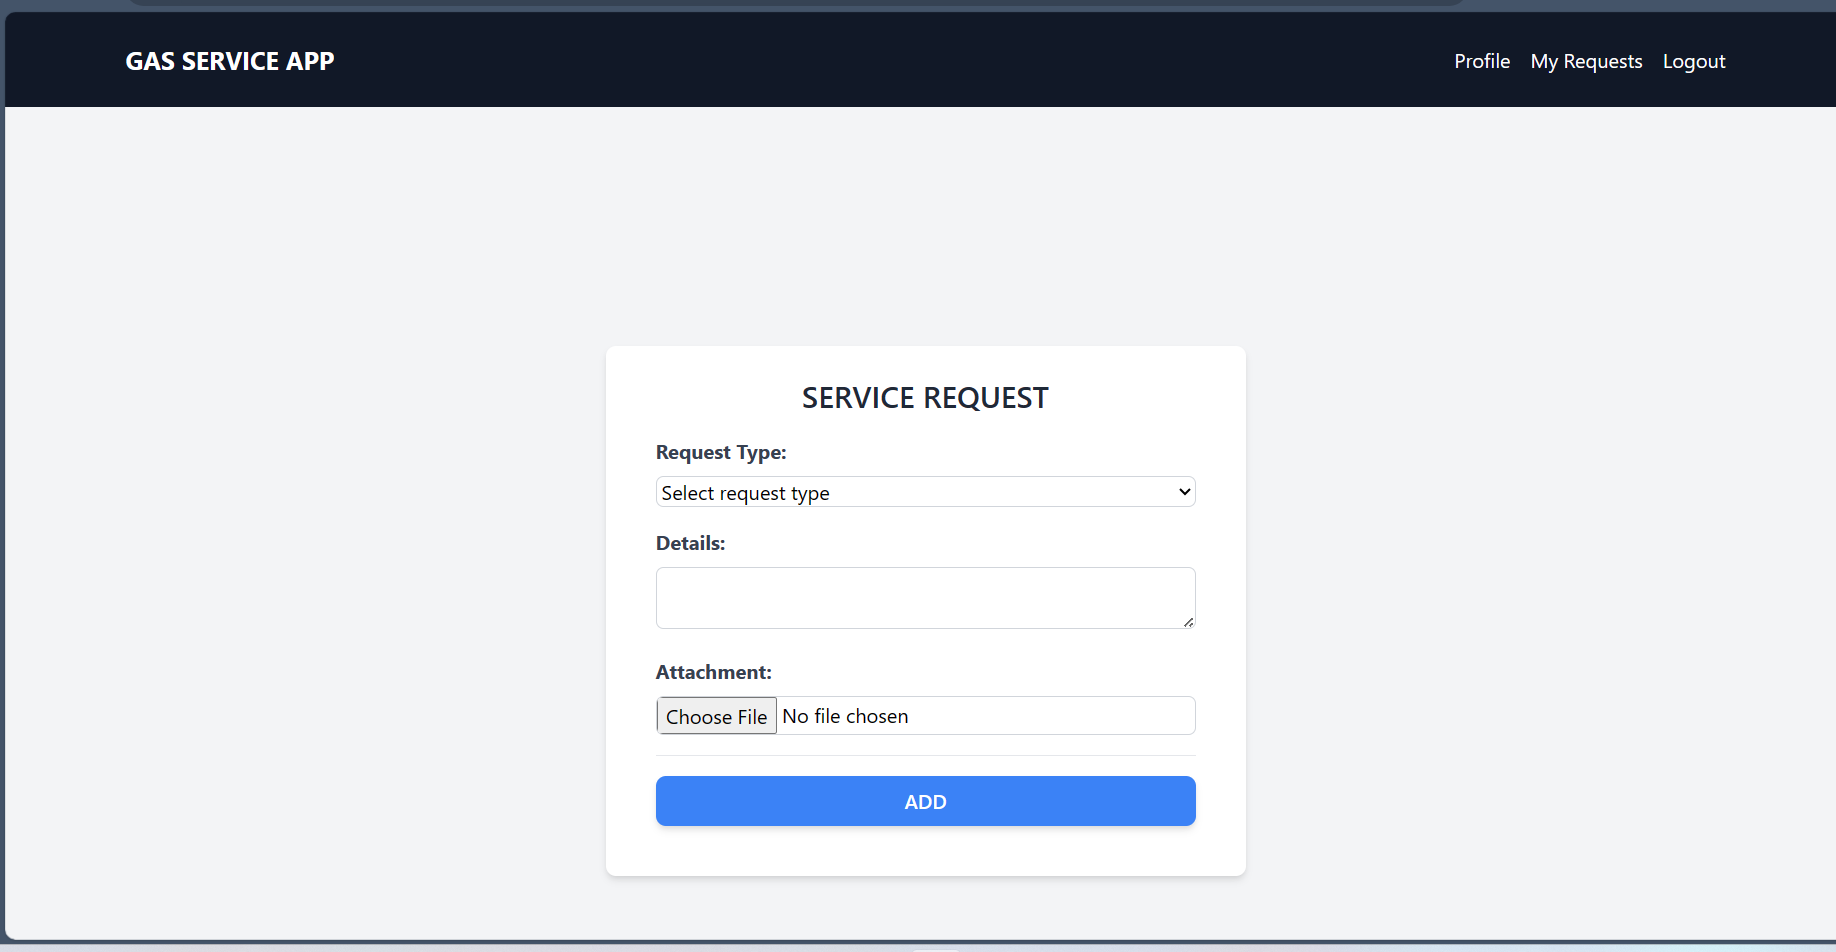 GAS SERVICE APP
Profile My Requests Logout
SERVICE REQUEST
Request Type:
Select request type
Details:
Attachment:
Choose File No file chosen
ADD